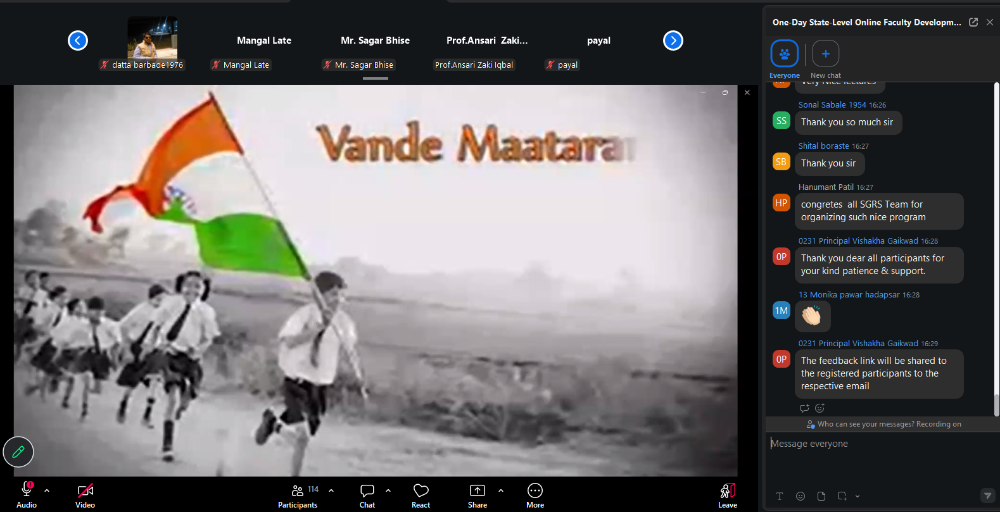 Mangal Late
Mr. Sagar Bhise
Prof.Ansari Zaki...
payal
datta barbade1976
Mangal Late
Mr. Sagar Bhise
Prof.Ansari Zaki Iqbal
payal
Vande Maatara
Audio
Video
114
Participants
Chat
React
Share
More
Leave
One-Day State-Level Online Faculty Developm...
Everyone
New chat
Very Nice lectures
Sonal Sabale 1954 16:26
SS
Thank you so much sir
Shital boraste 16:27
SB
Thank you sir
Hanumant Patil 16:27
HP
congretes all SGRS Team for
organizing such nice program
0231 Principal Vishakha Gaikwad 16:28
0P
Thank you dear all participants for
your kind patience & support.
13 Monika pawar hadapsar 16:28
1M
0231 Principal Vishakha Gaikwad 16:29
0P
The feedback link will be shared to
the registered participants to the
respective email
Who can see your messages? Recording on
Message everyone